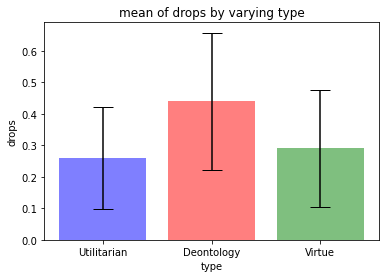 mean of drops by varying type
drops
0.6
0.5
0.4
0.3
0.2
0.1
0.0
Utilitarian Deontology Virtue
type